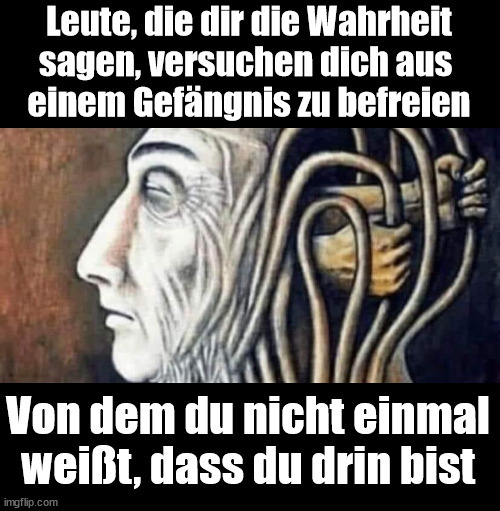 Leute, die dir die Wahrheit
sagen, versuchen dich aus
einem Gefängnis zu befreien
Von dem du nicht einmal
weißt, dass du drin bist
imgflip.com